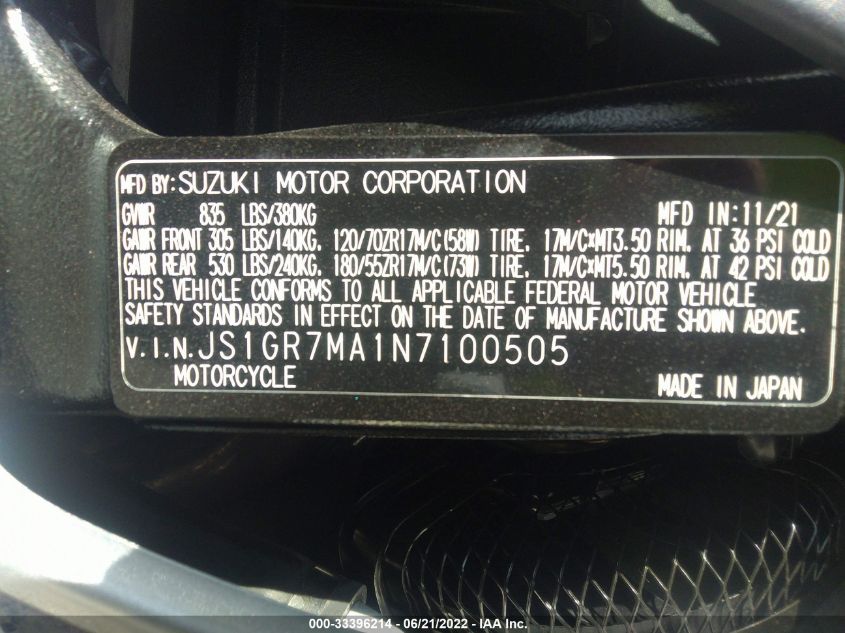 MFD BY: SUZUKI MOTOR CORPORATION
GVWR 835 LBS/380KG MFD IN: 11/21
GAWR FRONT 305 LBS/140KG. 120/70ZR17M/C(58W) TIRE. 17M/C×MT3.50 RIM. AT 36 PSI COLD
GAWR REAR 530 LBS/240KG. 180/55ZR17M/C(73W) TIRE. 17M/C×MT5.50 RIM. AT 42 PSI COLD
THIS VEHICLE CONFORMS TO ALL APPLICABLE FEDERAL MOTOR VEHICLE
SAFETY STANDARDS IN EFFECT ON THE DATE OF MANUFACTURE SHOWN ABOVE.
V.I.N. JS1GR7MA1N7100505
MOTORCYCLE MADE IN JAPAN
000-33396214 - 06/21/2022 - IAA Inc.